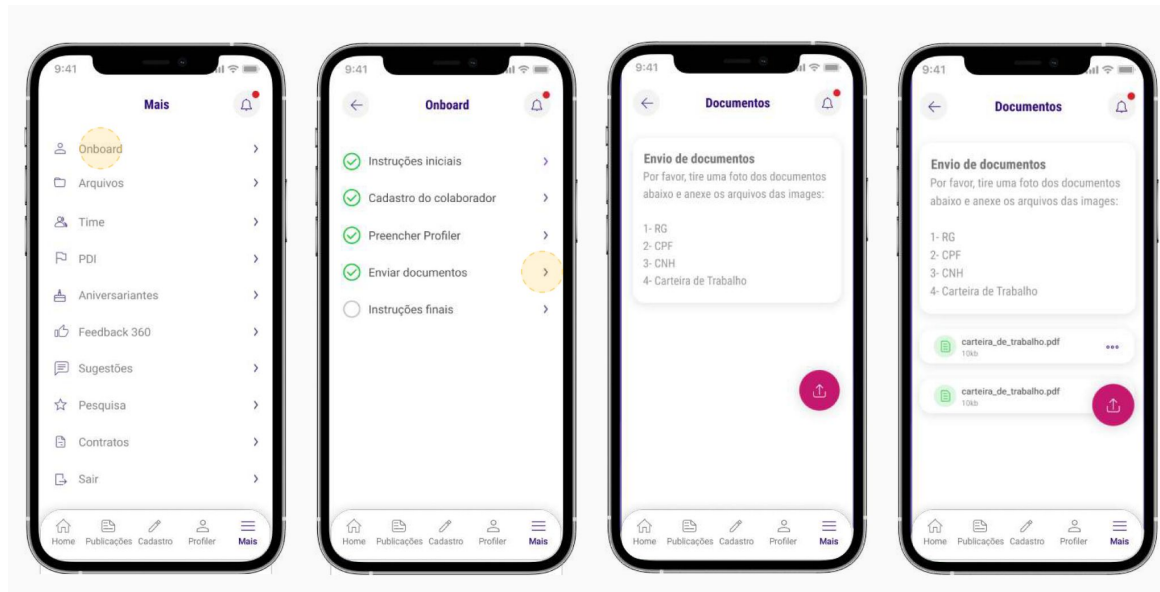 9:41
Mais
Onboard
Arquivos
Time
PDI
Aniversariantes
Feedback 360
Sugestões
Pesquisa
Contratos
Sair
Home Publicações Cadastro Profiler Mais
9:41
Onboard
Instruções iniciais
Cadastro do colaborador
Preencher Profiler
Enviar documentos
Instruções finais
Home Publicações Cadastro Profiler Mais
9:41
Documentos
Envio de documentos
Por favor, tire uma foto dos documentos
abaixo e anexe os arquivos das images:
1- RG
2- CPF
3- CNH
4- Carteira de Trabalho
Home Publicações Cadastro Profiler Mais
9:41
Documentos
Envio de documentos
Por favor, tire uma foto dos documentos
abaixo e anexe os arquivos das images:
1- RG
2- CPF
3- CNH
4- Carteira de Trabalho
carteira_de_trabalho.pdf
10kb
carteira_de_trabalho.pdf
10kb
Home Publicações Cadastro Profiler Mais